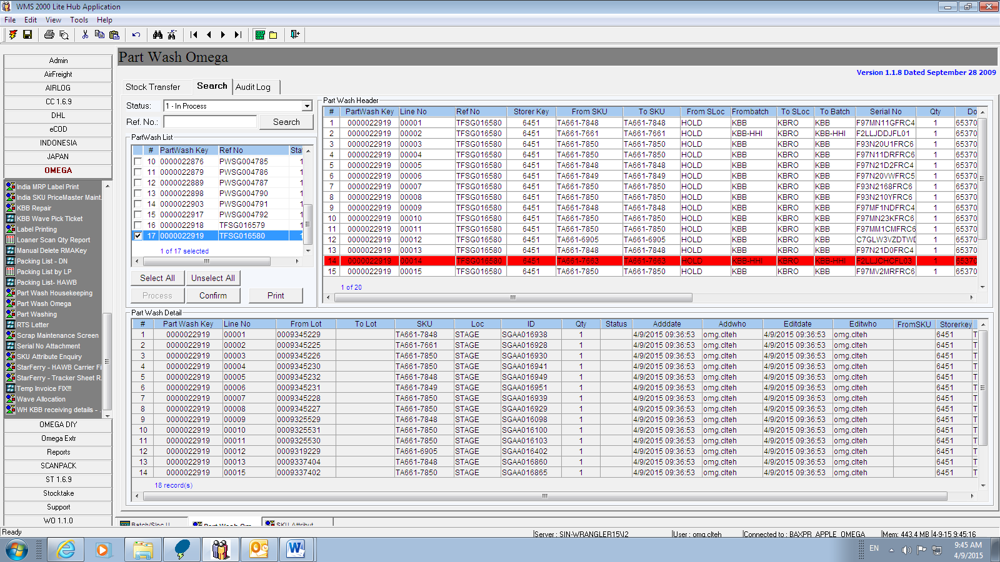 WMS 2000 Lite Hub Application
File Edit View Tools Help
Part Wash Omega
Version 1.1.8 Dated September 28 2009
Admin
AirFreight
AIRLOG
CC 1.6.9
DHL
eCOD
INDONESIA
JAPAN
OMEGA
India MRP Label Print
India SKU PriceMaster Maint.
KBB Repair
KBB Wave Pick TIcket
Label Printing
Loaner Scan Qty Report
Manual Delete RMAKey
Packing List - DN
Packing List by LP
Packing List- HAWB
Part Wash Housekeeping
Part Wash Omega
Part Washing
RTS Letter
Scrap Maintenance Screen
Serial No Attachment
SKU Attribute Enquiry
StarFerry - HAWB Carrier Fi
StarFerry - Tracker Sheet R.
Temp Invoice FIX!!!
Wave Allocation
WH KBB receiving details - .
OMEGA DIY
Omega Extr
Reports
SCANPACK
ST 1.6.9
Stocktake
Support
WO 1.1.0
Stock Transfer Search Audit Log
Status: 1 - In Process
Ref. No.: Search
PartWash List
# PartWash Key Ref No Sta
10 0000022876 PWSG004785 1
11 0000022879 PWSG004786 1
12 0000022889 PWSG004787 1
13 0000022898 PWSG004790 1
14 0000022903 PWSG004791 1
15 0000022917 PWSG004792 1
16 0000022918 TFSG016579 1
17 0000022919 TFSG016580 1
1 of 17 selected
Select All Unselect All
Process Confirm Print
Part Wash Header
# PartWash Key Line No Ref No Storer Key From SKU To SKU From SLoc Frombatch To SLoc To Batch Serial No Qty Do
1 0000022919 00001 TFSG016580 6451 TA661-7848 TA661-7848 HOLD KBB KBRO KBB F97MN11GFRC4 1 65370
2 0000022919 00002 TFSG016580 6451 TA661-7661 TA661-7661 HOLD KBB-HHI KBRO KBB-HHI F2LLJDDJFL01 1 65370
3 0000022919 00003 TFSG016580 6451 TA661-7850 TA661-7850 HOLD KBB KBRO KBB F93N20U1FRC6 1 65370
4 0000022919 00004 TFSG016580 6451 TA661-7850 TA661-7850 HOLD KBB KBRO KBB F97N11DRFRC6 1 65370
5 0000022919 00005 TFSG016580 6451 TA661-7848 TA661-7848 HOLD KBB KBRO KBB F97N21D2FRC4 1 65370
6 0000022919 00006 TFSG016580 6451 TA661-7849 TA661-7849 HOLD KBB KBRO KBB F97N20VWFRC5 1 65370
7 0000022919 00007 TFSG016580 6451 TA661-7850 TA661-7850 HOLD KBB KBRO KBB F93N2168FRC6 1 65370
8 0000022919 00008 TFSG016580 6451 TA661-7850 TA661-7850 HOLD KBB KBRO KBB F93N210YFRC6 1 65370
9 0000022919 00009 TFSG016580 6451 TA661-7848 TA661-7848 HOLD KBB KBRO KBB F97MF1NDFRC4 1 65370
10 0000022919 00010 TFSG016580 6451 TA661-7850 TA661-7850 HOLD KBB KBRO KBB F97MN23KFRC6 1 65370
11 0000022919 00011 TFSG016580 6451 TA661-7850 TA661-7850 HOLD KBB KBRO KBB F97MM1CMFRC6 1 65370
12 0000022919 00012 TFSG016580 6451 TA661-6905 TA661-6905 HOLD KBB KBRO KBB C7GLW3VZDTWD 1 65370
13 0000022919 00013 TFSG016580 6451 TA661-7848 TA661-7848 HOLD KBB KBRO KBB F97N21D0FRC4 1 65370
14 0000022919 00014 TFSG016580 6451 TA661-7663 TA661-7663 HOLD KBB-HHI KBRO KBB-HHI F2LLJCHCFL03 1 65370
15 0000022919 00015 TFSG016580 6451 TA661-7850 TA661-7850 HOLD KBB KBRO KBB F97MV2MRFRC6 1 65370
1 of 20
Part Wash Detail
# Part Wash Key Line No From Lot To Lot SKU Loc ID Qty Status Adddate Addwho Editdate Editwho FromSKU Storerkey
1 0000022919 00001 0009345229 TA661-7848 STAGE SGAA016938 1 4/9/2015 09:36:53 omg.clteh 4/9/2015 09:36:53 omg.clteh 6451 T
2 0000022919 00002 0009345225 TA661-7661 STAGE SGAA016928 1 4/9/2015 09:36:53 omg.clteh 4/9/2015 09:36:53 omg.clteh 6451 T
3 0000022919 00003 0009345226 TA661-7850 STAGE SGAA016930 1 4/9/2015 09:36:53 omg.clteh 4/9/2015 09:36:53 omg.clteh 6451 T
4 0000022919 00004 0009345230 TA661-7850 STAGE SGAA016941 1 4/9/2015 09:36:53 omg.clteh 4/9/2015 09:36:53 omg.clteh 6451 T
5 0000022919 00005 0009345232 TA661-7848 STAGE SGAA016949 1 4/9/2015 09:36:53 omg.clteh 4/9/2015 09:36:53 omg.clteh 6451 T
6 0000022919 00006 0009345231 TA661-7849 STAGE SGAA016951 1 4/9/2015 09:36:53 omg.clteh 4/9/2015 09:36:53 omg.clteh 6451 T
7 0000022919 00007 0009345228 TA661-7850 STAGE SGAA016939 1 4/9/2015 09:36:53 omg.clteh 4/9/2015 09:36:53 omg.clteh 6451 T
8 0000022919 00008 0009345227 TA661-7850 STAGE SGAA016929 1 4/9/2015 09:36:53 omg.clteh 4/9/2015 09:36:53 omg.clteh 6451 T
9 0000022919 00009 0009325529 TA661-7848 STAGE SGAA016098 1 4/9/2015 09:36:53 omg.clteh 4/9/2015 09:36:53 omg.clteh 6451 T
10 0000022919 00010 0009325531 TA661-7850 STAGE SGAA016100 1 4/9/2015 09:36:53 omg.clteh 4/9/2015 09:36:53 omg.clteh 6451 T
11 0000022919 00011 0009325530 TA661-7850 STAGE SGAA016103 1 4/9/2015 09:36:53 omg.clteh 4/9/2015 09:36:53 omg.clteh 6451 T
12 0000022919 00012 0009319229 TA661-6905 STAGE SGAA016402 1 4/9/2015 09:36:53 omg.clteh 4/9/2015 09:36:53 omg.clteh 6451 T
13 0000022919 00013 0009337404 TA661-7848 STAGE SGAA016860 1 4/9/2015 09:36:53 omg.clteh 4/9/2015 09:36:53 omg.clteh 6451 T
14 0000022919 00015 0009337402 TA661-7850 STAGE SGAA016865 1 4/9/2015 09:36:53 omg.clteh 4/9/2015 09:36:53 omg.clteh 6451 T
18 record(s)
Batch/Sloc U Part Wash Om SKU Attribut
Ready Server : SIN-WRANGLER15\I2 User : omg.clteh Connected to : BAXPR_APPLE_OMEGA Mem: 443.4 MB 4-9-15 9:45:16
EN 9:45 AM
4/9/2015